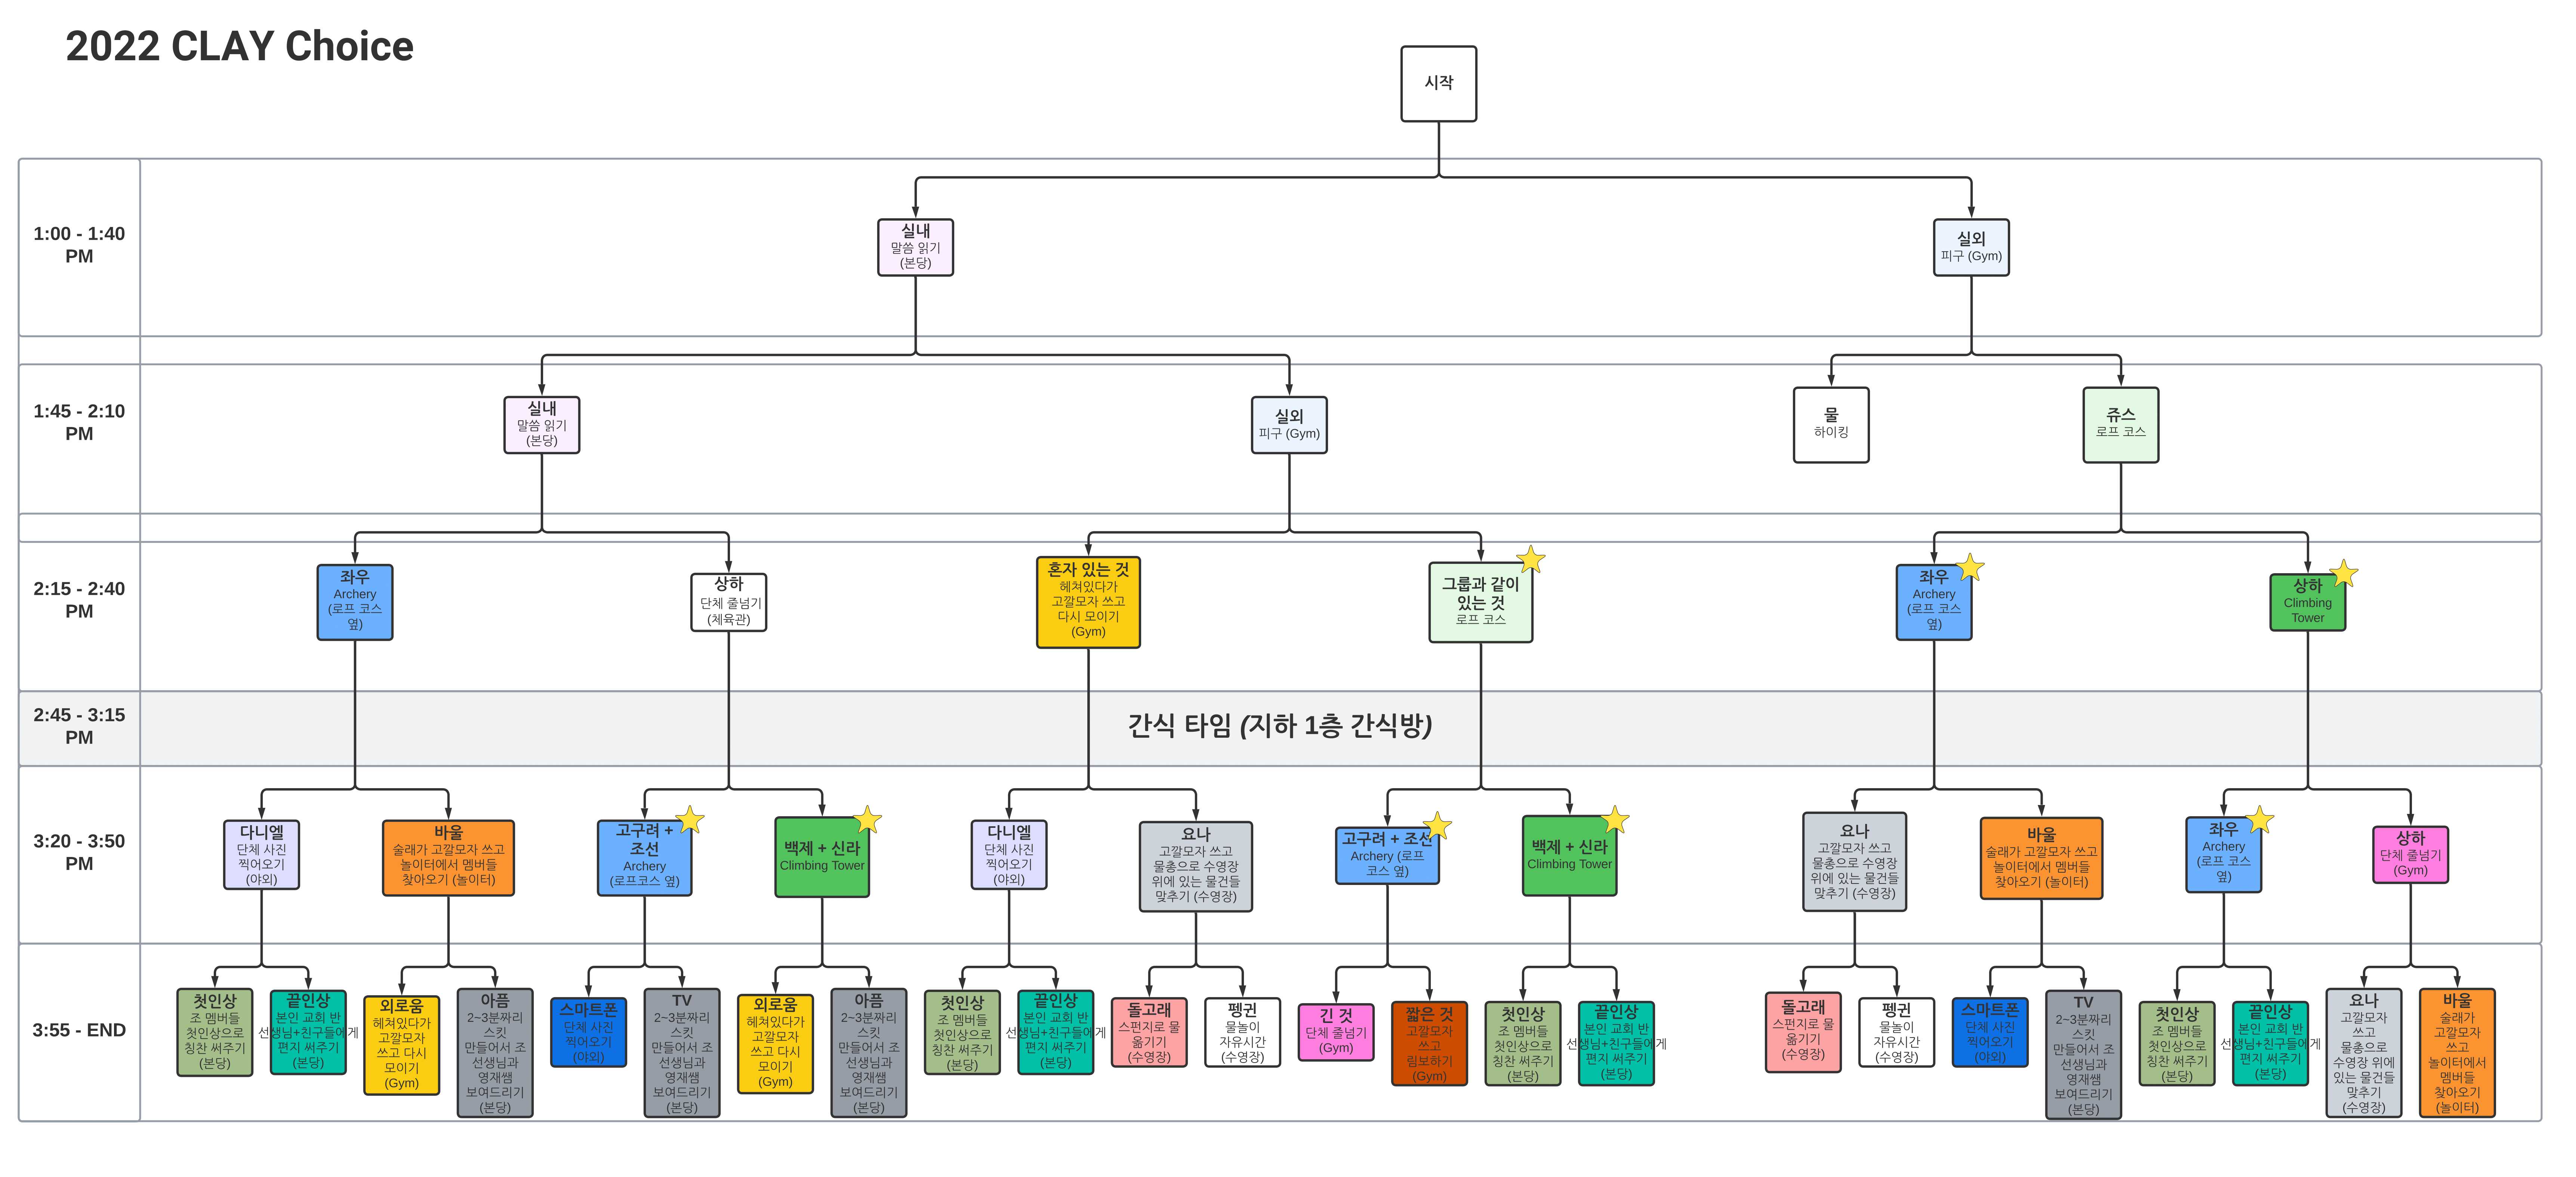 2022 CLAY Choice
시작
1:00 - 1:40
PM
실내
말씀 읽기
(본당)
실외
피구 (Gym)
1:45 - 2:10
PM
실내
말씀 읽기
(본당)
실외
피구 (Gym)
물
하이킹
쥬스
로프 코스
2:15 - 2:40
PM
좌우
Archery
(로프 코스
옆)
상하
단체 줄넘기
(체육관)
혼자 있는 것
헤쳐있다가
고깔모자 쓰고
다시 모이기
(Gym)
그룹과 같이
있는 것
로프 코스
좌우
Archery
(로프 코스
옆)
상하
Climbing
Tower
2:45 - 3:15
PM
간식 타임 (지하 1층 간식방)
3:20 - 3:50
PM
다니엘
단체 사진
찍어오기
(야외)
바울
술래가 고깔모자 쓰고
놀이터에서 멤버들
찾아오기 (놀이터)
고구려 +
조선
Archery
(로프코스 옆)
백제 + 신라
Climbing Tower
다니엘
단체 사진
찍어오기
(야외)
요나
고깔모자 쓰고
물총으로 수영장
위에 있는 물건들
맞추기 (수영장)
고구려 + 조선
Archery (로프
코스 옆)
백제 + 신라
Climbing Tower
요나
고깔모자 쓰고
물총으로 수영장
위에 있는 물건들
맞추기 (수영장)
바울
술래가 고깔모자 쓰고
놀이터에서 멤버들
찾아오기 (놀이터)
좌우
Archery
(로프 코스
옆)
상하
단체 줄넘기
(Gym)
3:55 - END
첫인상
조 멤버들
첫인상으로
칭찬 써주기
(본당)
끝인상
본인 교회 반
선생님+친구들에게
편지 써주기
(본당)
외로움
헤쳐있다가
고깔모자
쓰고 다시
모이기
(Gym)
아픔
2~3분짜리
스킷
만들어서 조
선생님과
영재쌤
보여드리기
(본당)
스마트폰
단체 사진
찍어오기
(야외)
TV
2~3분짜리
스킷
만들어서 조
선생님과
영재쌤
보여드리기
(본당)
외로움
헤쳐있다가
고깔모자
쓰고 다시
모이기
(Gym)
아픔
2~3분짜리
스킷
만들어서 조
선생님과
영재쌤
보여드리기
(본당)
첫인상
조 멤버들
첫인상으로
칭찬 써주기
(본당)
끝인상
본인 교회 반
선생님+친구들에게
편지 써주기
(본당)
돌고래
스펀지로 물
옮기기
(수영장)
펭귄
물놀이
자유시간
(수영장)
긴 것
단체 줄넘기
(Gym)
짧은 것
고깔모자
쓰고
림보하기
(Gym)
첫인상
조 멤버들
첫인상으로
칭찬 써주기
(본당)
끝인상
본인 교회 반
선생님+친구들에게
편지 써주기
(본당)
돌고래
스펀지로 물
옮기기
(수영장)
펭귄
물놀이
자유시간
(수영장)
스마트폰
단체 사진
찍어오기
(야외)
TV
2~3분짜리
스킷
만들어서 조
선생님과
영재쌤
보여드리기
(본당)
첫인상
조 멤버들
첫인상으로
칭찬 써주기
(본당)
끝인상
본인 교회 반
선생님+친구들에게
편지 써주기
(본당)
요나
고깔모자
쓰고
물총으로
수영장 위에
있는 물건들
맞추기
(수영장)
바울
술래가
고깔모자
쓰고
놀이터에서
멤버들
찾아오기
(놀이터)